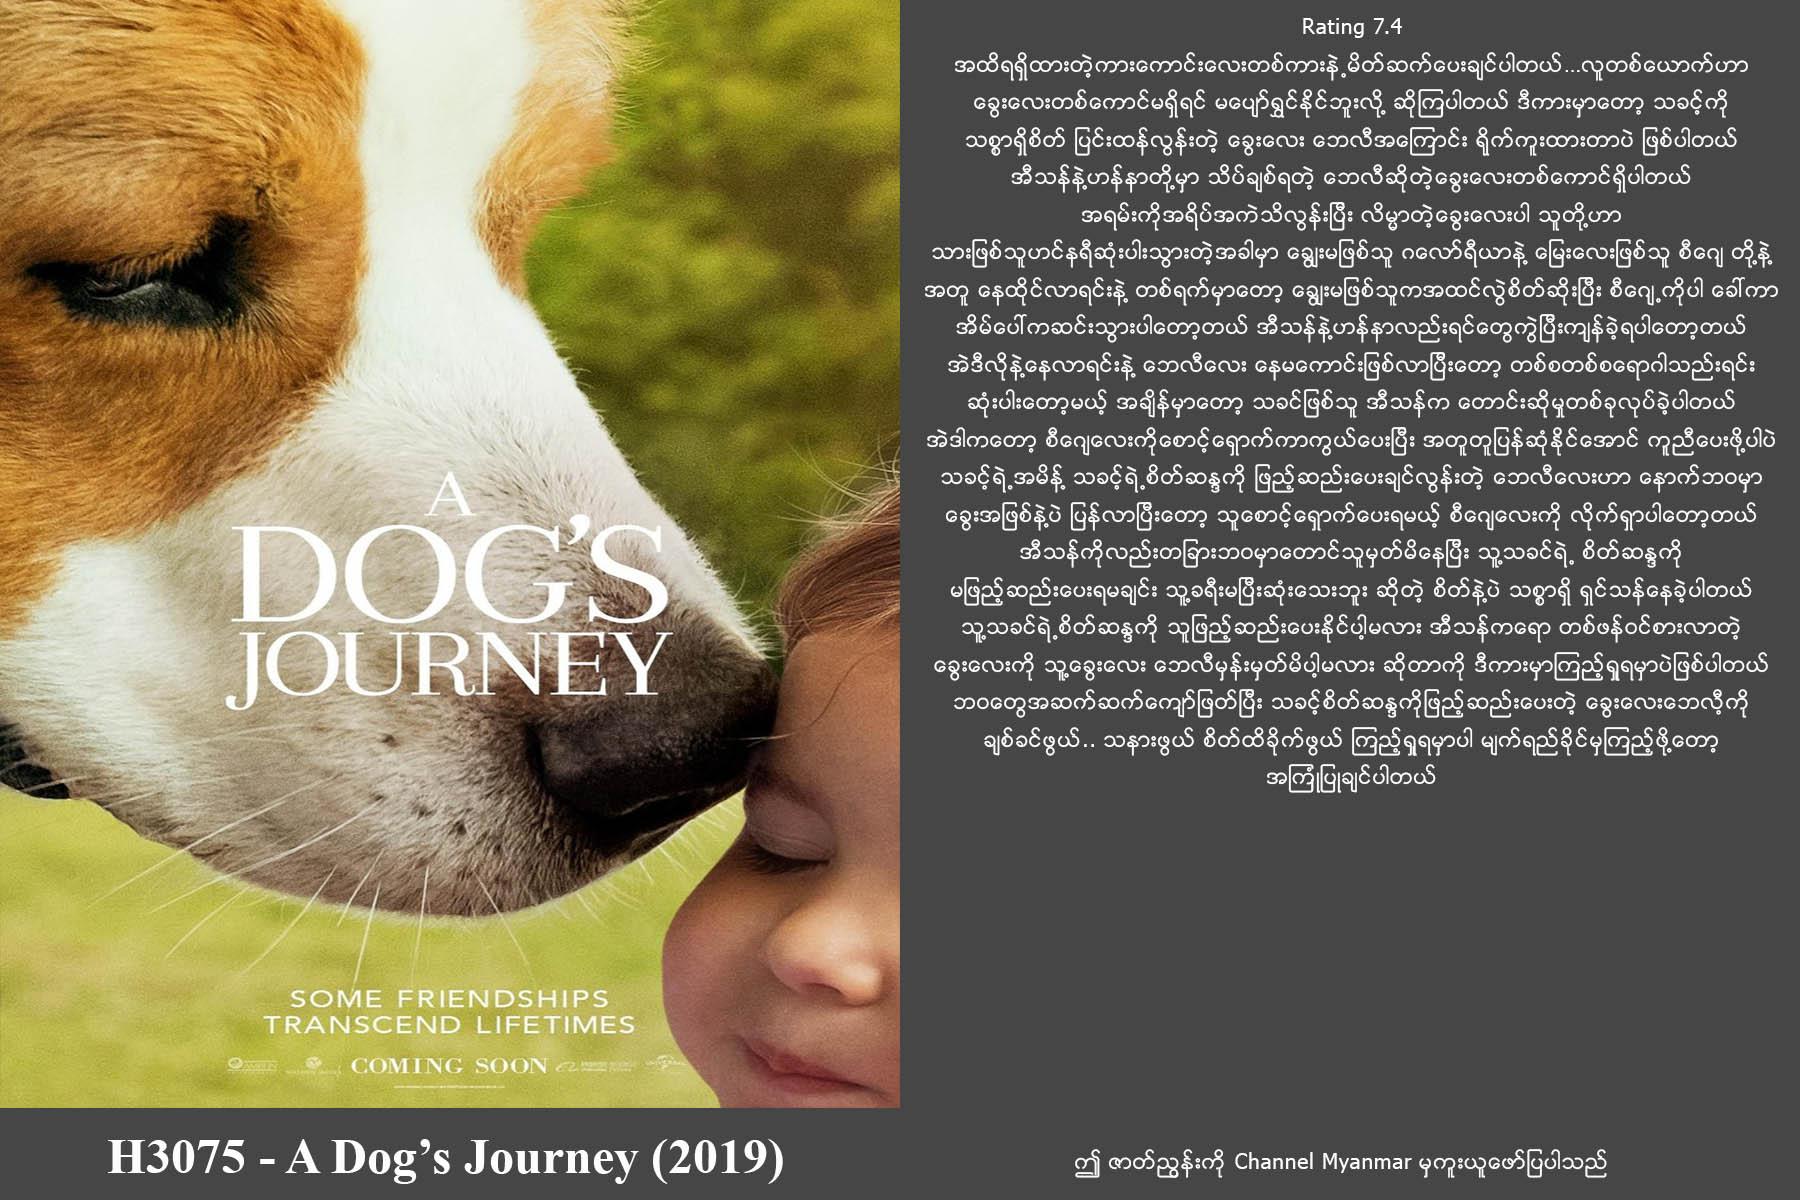 A
DOG'S
JOURNEY
SOME FRIENDSHIPS
TRANSCEND LIFETIMES
COMING SOON
H3075 - A Dog’s Journey (2019)
Rating 7.4
အထိရရှိထားတဲ့ကားကောင်းလေးတစ်ကားနဲ့မိတ်ဆက်ပေးချင်ပါတယ်...လူတစ်ယောက်ဟာ
ခွေးလေးတစ်ကောင်မရှိရင် မပျော်ရွှင်နိုင်ဘူးလို့ ဆိုကြပါတယ် ဒီကားမှာတော့ သခင့်ကို
သစ္စာရှိစိတ် ပြင်းထန်လွန်းတဲ့ ခွေးလေး ဘေလီအကြောင်း ရိုက်ကူးထားတာပဲ ဖြစ်ပါတယ်
အီသန်နဲ့ဟန်နာတို့မှာ သိပ်ချစ်ရတဲ့ ဘေလီဆိုတဲ့ခွေးလေးတစ်ကောင်ရှိပါတယ်
အရမ်းကိုအရိပ်အကဲသိလွန်းပြီး လိမ္မာတဲ့ခွေးလေးပါ သူတို့ဟာ
သားဖြစ်သူဟင်နရီဆုံးပါးသွားတဲ့အခါမှာ ချွေးမဖြစ်သူ ဂလော်ရီယာနဲ့ မြေးလေးဖြစ်သူ စီဂျေ တို့နဲ့
အတူ နေထိုင်လာရင်းနဲ့ တစ်ရက်မှာတော့ ချွေးမဖြစ်သူကအထင်လွဲစိတ်ဆိုးပြီး စီဂျေ့ကိုပါ ခေါ်ကာ
အိမ်ပေါ်ကဆင်းသွားပါတော့တယ် အီသန်နဲ့ဟန်နာလည်းရင်တွေကွဲပြီးကျန်ခဲ့ရပါတော့တယ်
အဲဒီလိုနဲ့နေလာရင်းနဲ့ ဘေလီလေး နေမကောင်းဖြစ်လာပြီးတော့ တစ်စတစ်စရောဂါသည်းရင်း
ဆုံးပါးတော့မယ့် အချိန်မှာတော့ သခင်ဖြစ်သူ အီသန်က တောင်းဆိုမှုတစ်ခုလုပ်ခဲ့ပါတယ်
အဲဒါကတော့ စီဂျေလေးကိုစောင့်ရှောက်ကာကွယ်ပေးပြီး အတူတူပြန်ဆုံနိုင်အောင် ကူညီပေးဖို့ပါပဲ
သခင့်ရဲ့အမိန့် သခင့်ရဲ့စိတ်ဆန္ဒကို ဖြည့်ဆည်းပေးချင်လွန်းတဲ့ ဘေလီလေးဟာ နောက်ဘဝမှာ
ခွေးအဖြစ်နဲ့ပဲ ပြန်လာပြီးတော့ သူစောင့်ရှောက်ပေးရမယ့် စီဂျေလေးကို လိုက်ရှာပါတော့တယ်
အီသန်ကိုလည်းတခြားဘဝမှာတောင်သူမှတ်မိနေပြီး သူ့သခင်ရဲ့ စိတ်ဆန္ဒကို
မဖြည့်ဆည်းပေးရမချင်း သူ့ခရီးမပြီးဆုံးသေးဘူး ဆိုတဲ့ စိတ်နဲ့ပဲ သစ္စာရှိ ရှင်သန်နေခဲ့ပါတယ်
သူ့သခင်ရဲ့စိတ်ဆန္ဒကို သူဖြည့်ဆည်းပေးနိုင်ပါ့မလား အီသန်ကရော တစ်ဖန်ဝင်စားလာတဲ့
ခွေးလေးကို သူ့ခွေးလေး ဘေလီမှန်းမှတ်မိပါ့မလား ဆိုတာကို ဒီကားမှာကြည့်ရှုရမှာပဲဖြစ်ပါတယ်
ဘဝတွေအဆက်ဆက်ကျော်ဖြတ်ပြီး သခင့်စိတ်ဆန္ဒကိုဖြည့်ဆည်းပေးတဲ့ ခွေးလေးဘေလီ့ကို
ချစ်ခင်ဖွယ်.. သနားဖွယ် စိတ်ထိခိုက်ဖွယ် ကြည့်ရှုရမှာပါ မျက်ရည်ခိုင်မှကြည့်ဖို့တော့
အကြံပြုချင်ပါတယ်
ဤ ဇာတ်ညွှန်းကို Channel Myanmar မှကူးယူဖော်ပြပါသည်